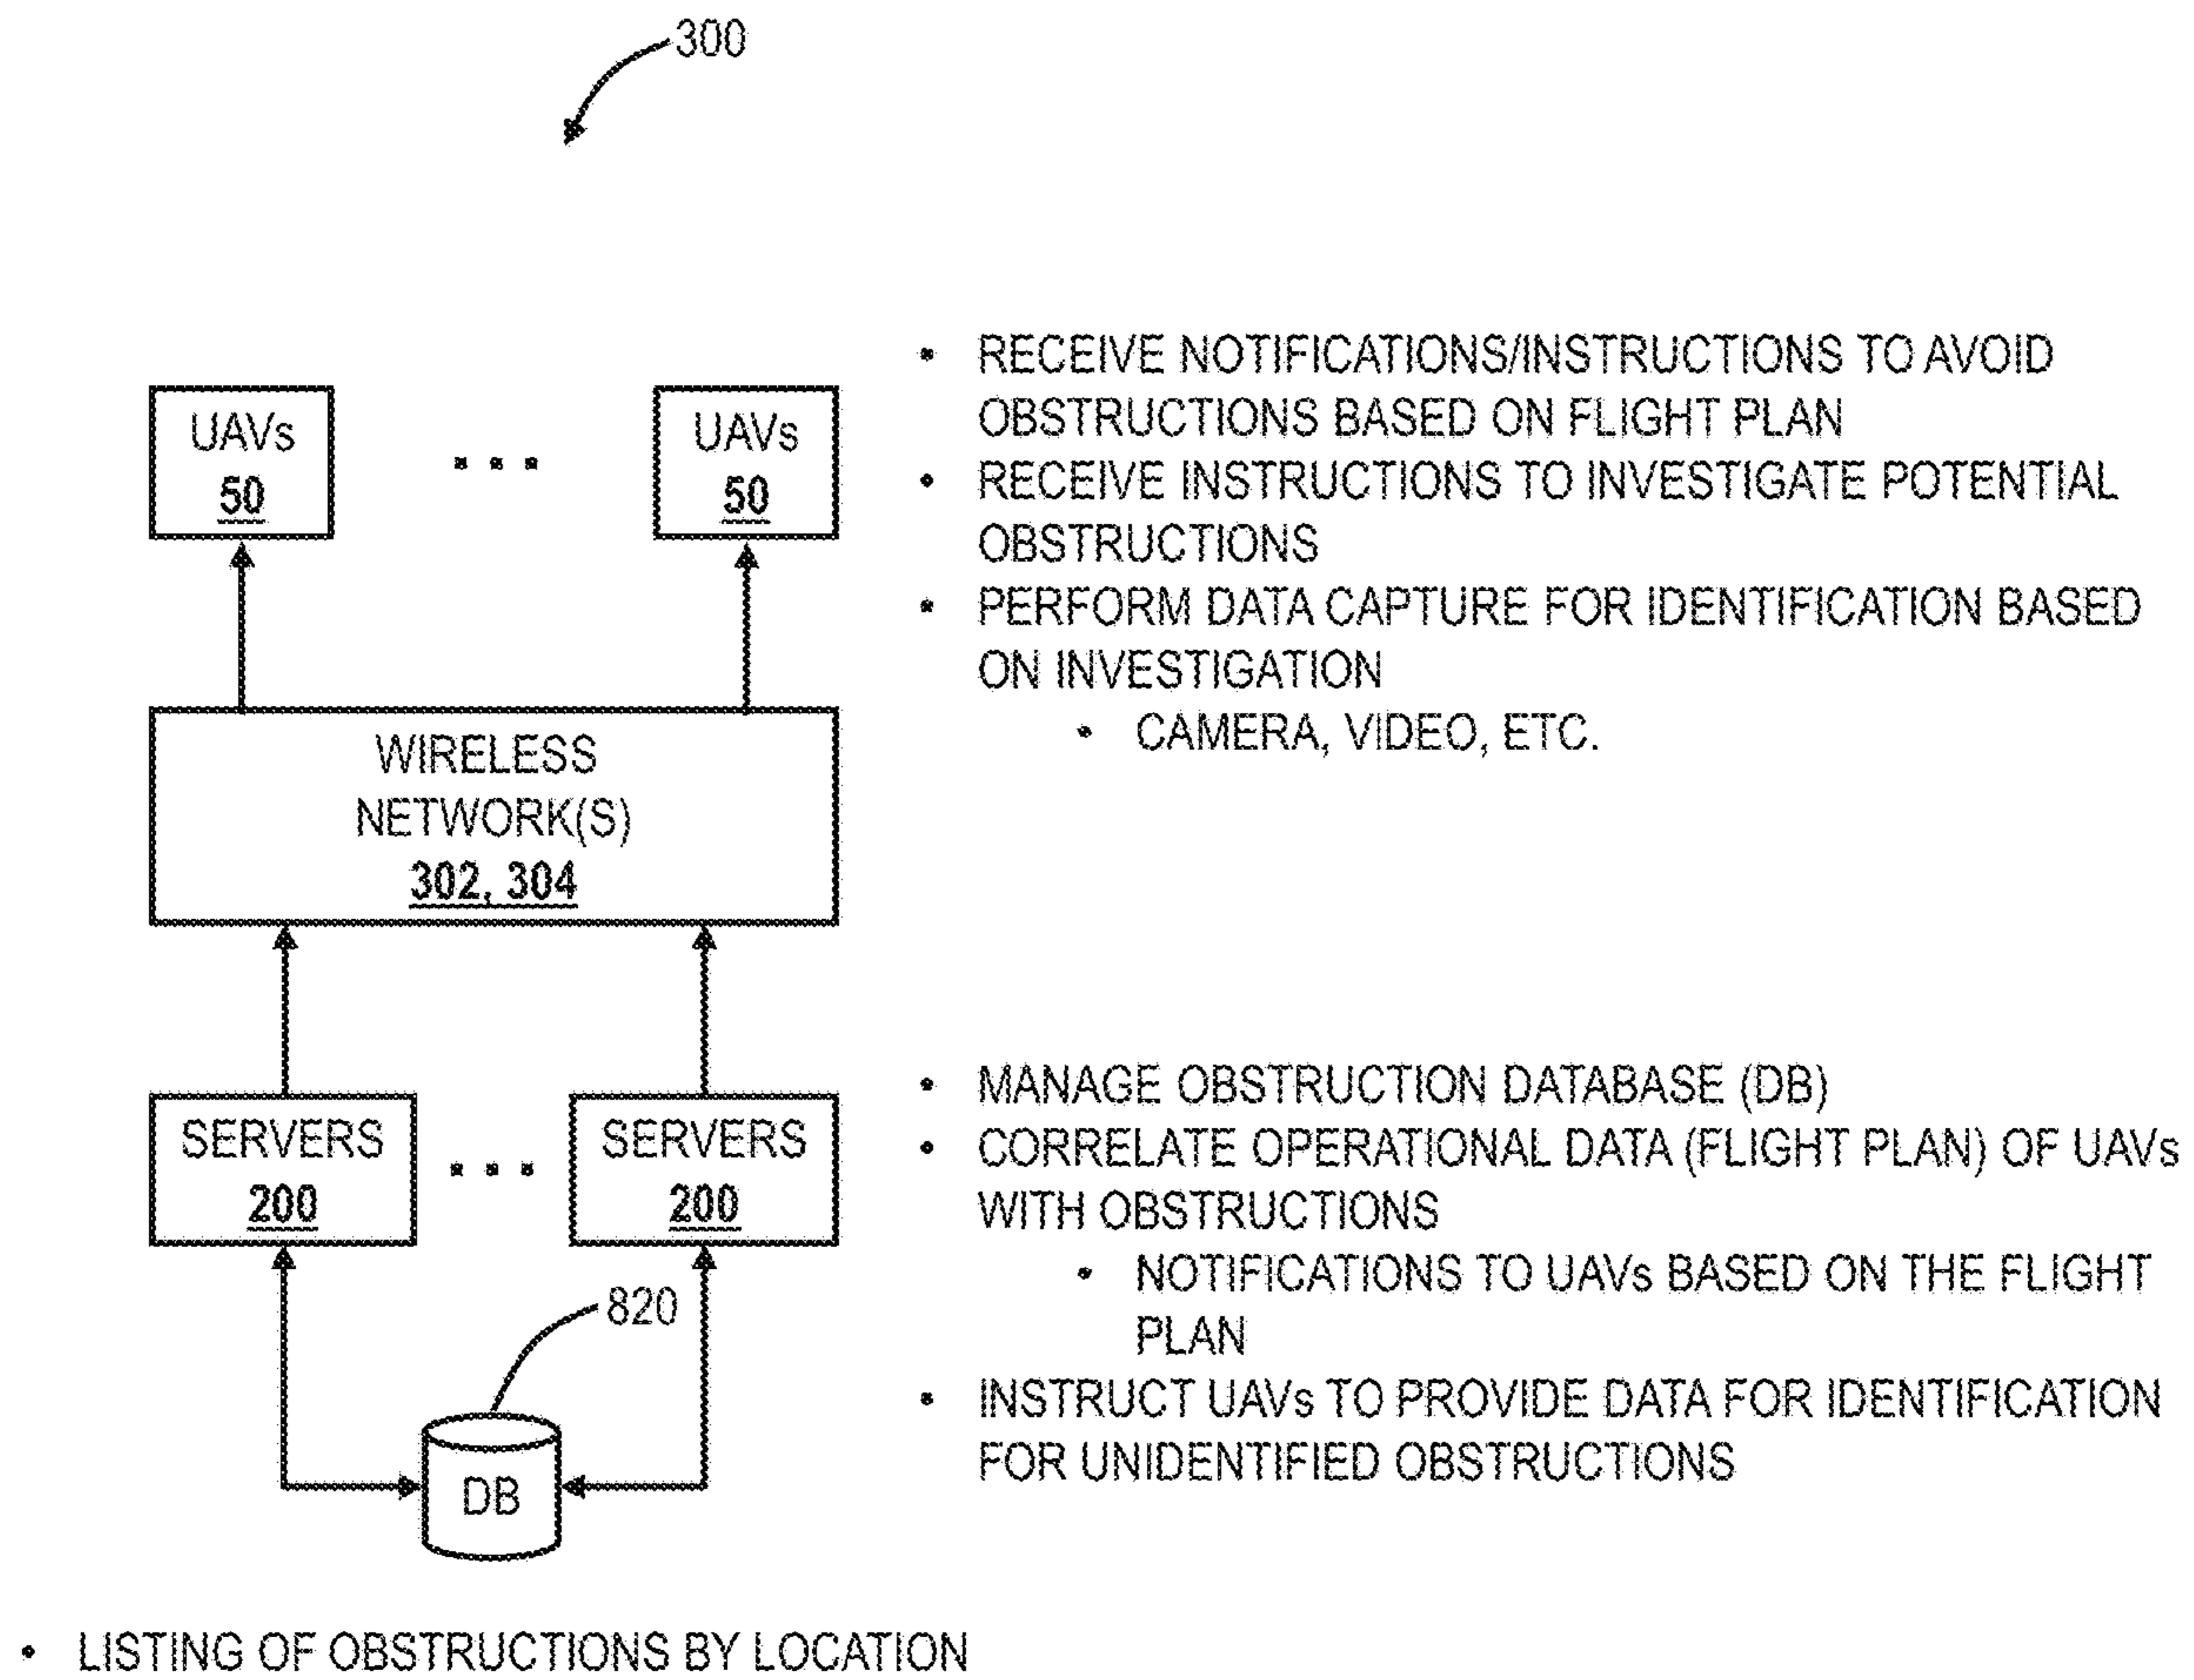 300
UAVs
50
UAVs
50
• RECEIVE NOTIFICATIONS/INSTRUCTIONS TO AVOID
OBSTRUCTIONS BASED ON FLIGHT PLAN
• RECEIVE INSTRUCTIONS TO INVESTIGATE POTENTIAL
OBSTRUCTIONS
• PERFORM DATA CAPTURE FOR IDENTIFICATION BASED
ON INVESTIGATION
• CAMERA, VIDEO, ETC.
WIRELESS
NETWORK(S)
302, 304
SERVERS
200
SERVERS
200
• MANAGE OBSTRUCTION DATABASE (DB)
• CORRELATE OPERATIONAL DATA (FLIGHT PLAN) OF UAVs
WITH OBSTRUCTIONS
• NOTIFICATIONS TO UAVs BASED ON THE FLIGHT
PLAN
• INSTRUCT UAVs TO PROVIDE DATA FOR IDENTIFICATION
FOR UNIDENTIFIED OBSTRUCTIONS
820
DB
• LISTING OF OBSTRUCTIONS BY LOCATION